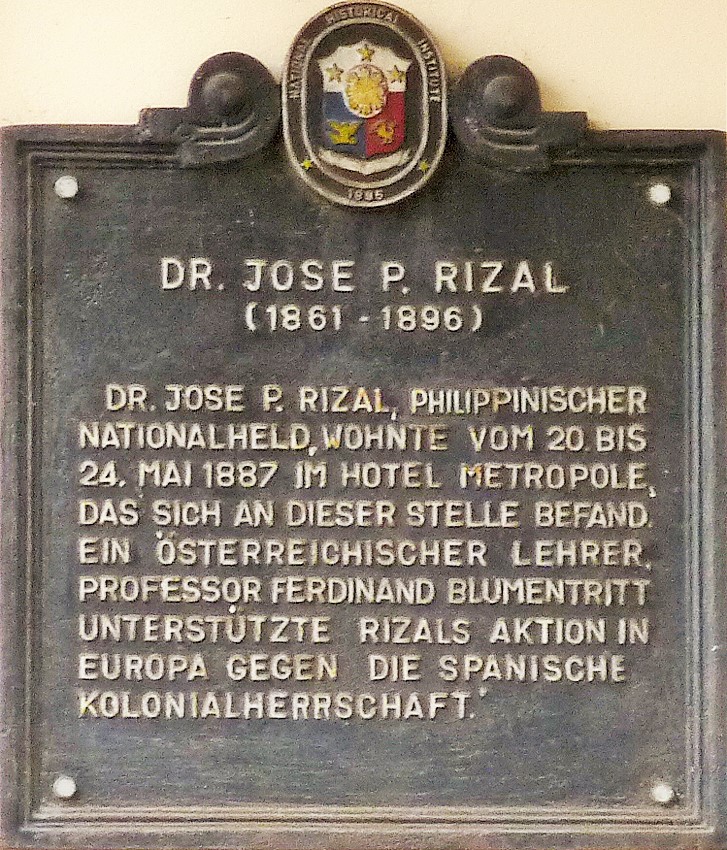 NATIONAL HISTORICAL INSTITUTE
DR. JOSE P. RIZAL
(1861 - 1896)
DR. JOSE P. RIZAL, PHILIPPINISCHER
NATIONALHELD, WOHNTE VOM 20. BIS
24. MAI 1887 IM HOTEL METROPOLE,
DAS SICH AN DIESER STELLE BEFAND.
EIN ÖSTERREICHISCHER LEHRER,
PROFESSOR FERDINAND BLUMENTRITT
UNTERSTÜTZTE RIZALS AKTION IN
EUROPA GEGEN DIE SPANISCHE
KOLONIALHERRSCHAFT.